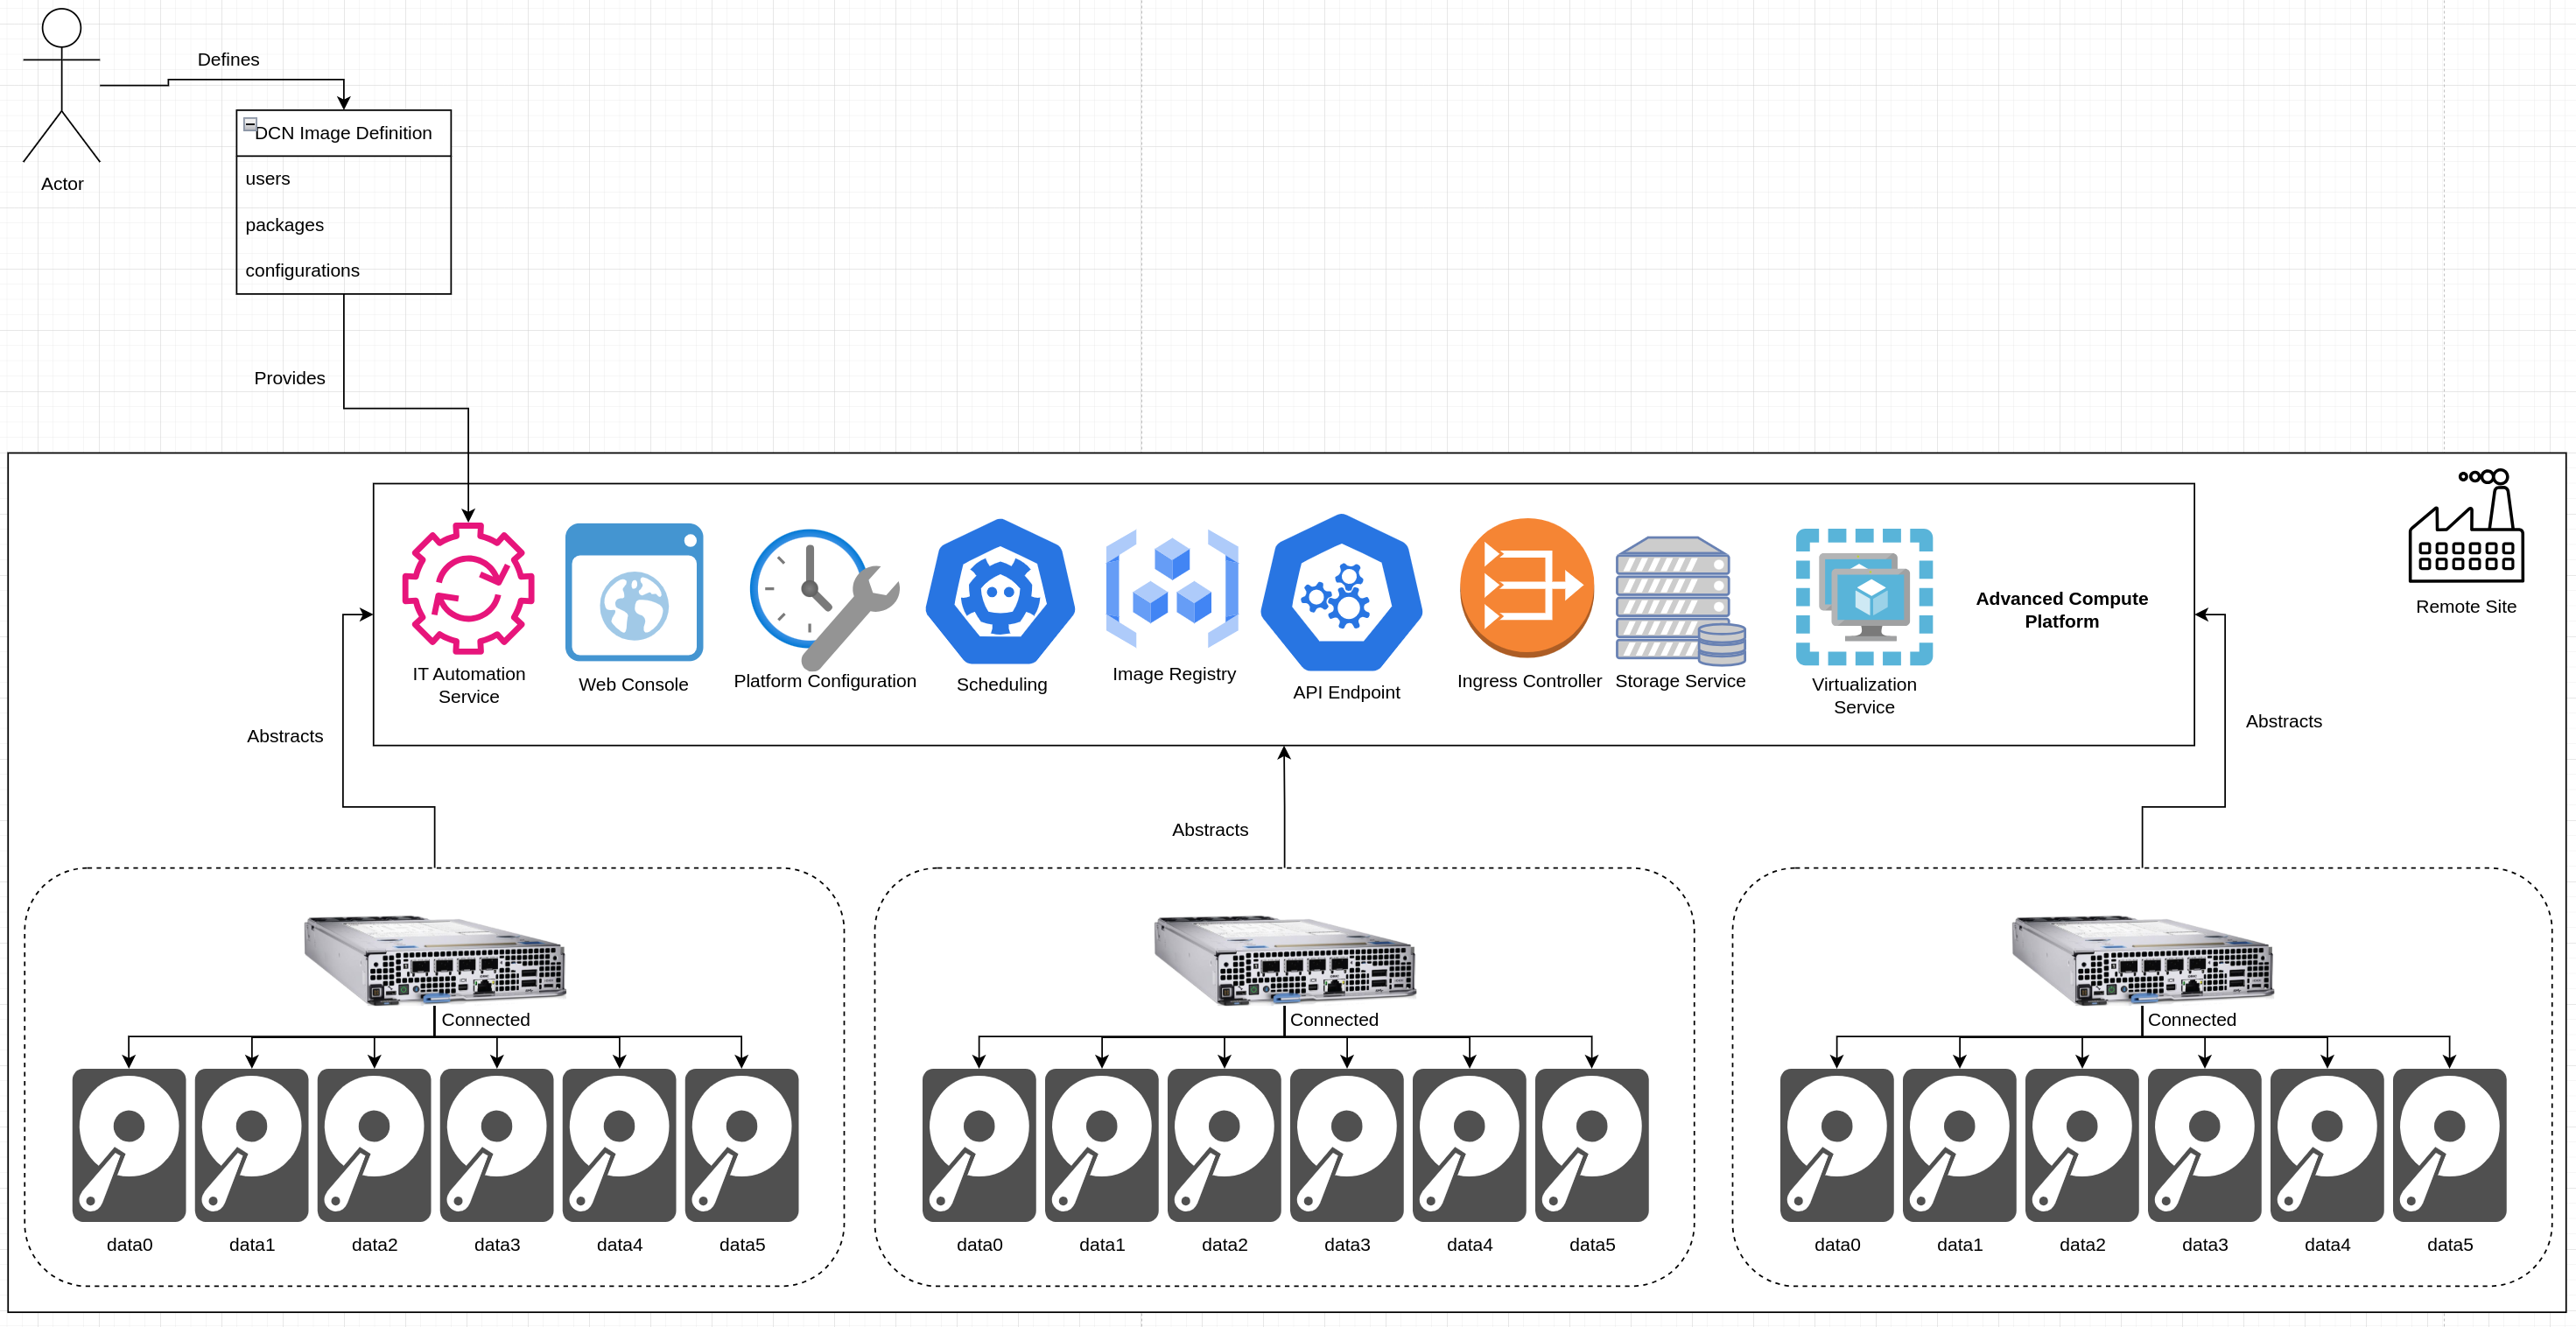 Defines
Actor
DCN Image Definition
users
packages
configurations
Provides
Remote Site
IT Automation
Service
Web Console
Platform Configuration
Scheduling
Image Registry
API Endpoint
Ingress Controller
Storage Service
Virtualization
Service
Advanced Compute
Platform
Abstracts
Abstracts
Abstracts
Connected
data0
data1
data2
data3
data4
data5
Connected
data0
data1
data2
data3
data4
data5
Connected
data0
data1
data2
data3
data4
data5